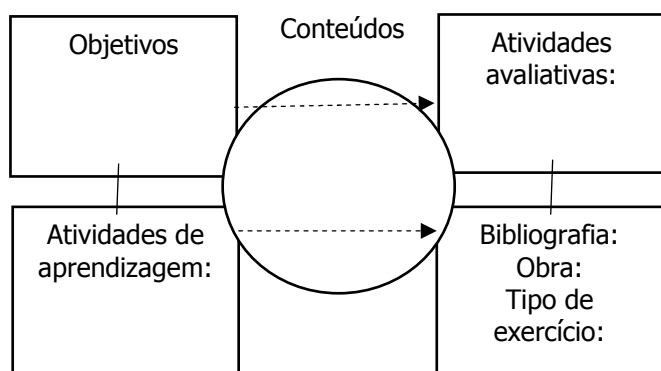 Objetivos
Conteúdos
Atividades
avaliativas:
Atividades de
aprendizagem:
Bibliografia:
Obra:
Tipo de
exercício: